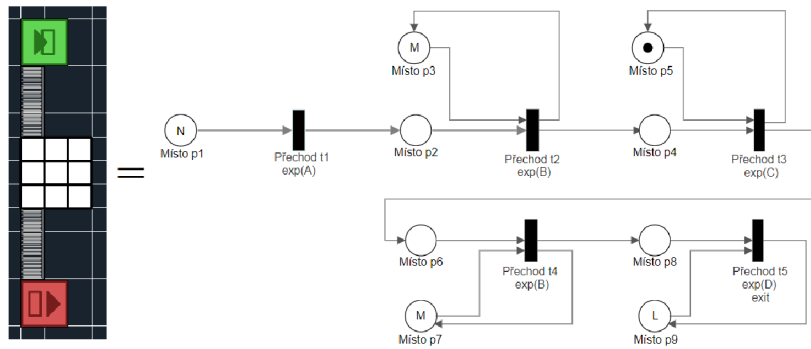 M
Místo p3
Místo p5
N
Místo p1
Přechod t1
exp(A)
Místo p2
Přechod t2
exp(B)
Místo p4
Přechod t3
exp(C)
=
Místo p6
Přechod t4
exp(B)
Místo p8
Přechod t5
exp(D)
exit
M
Místo p7
L
Místo p9